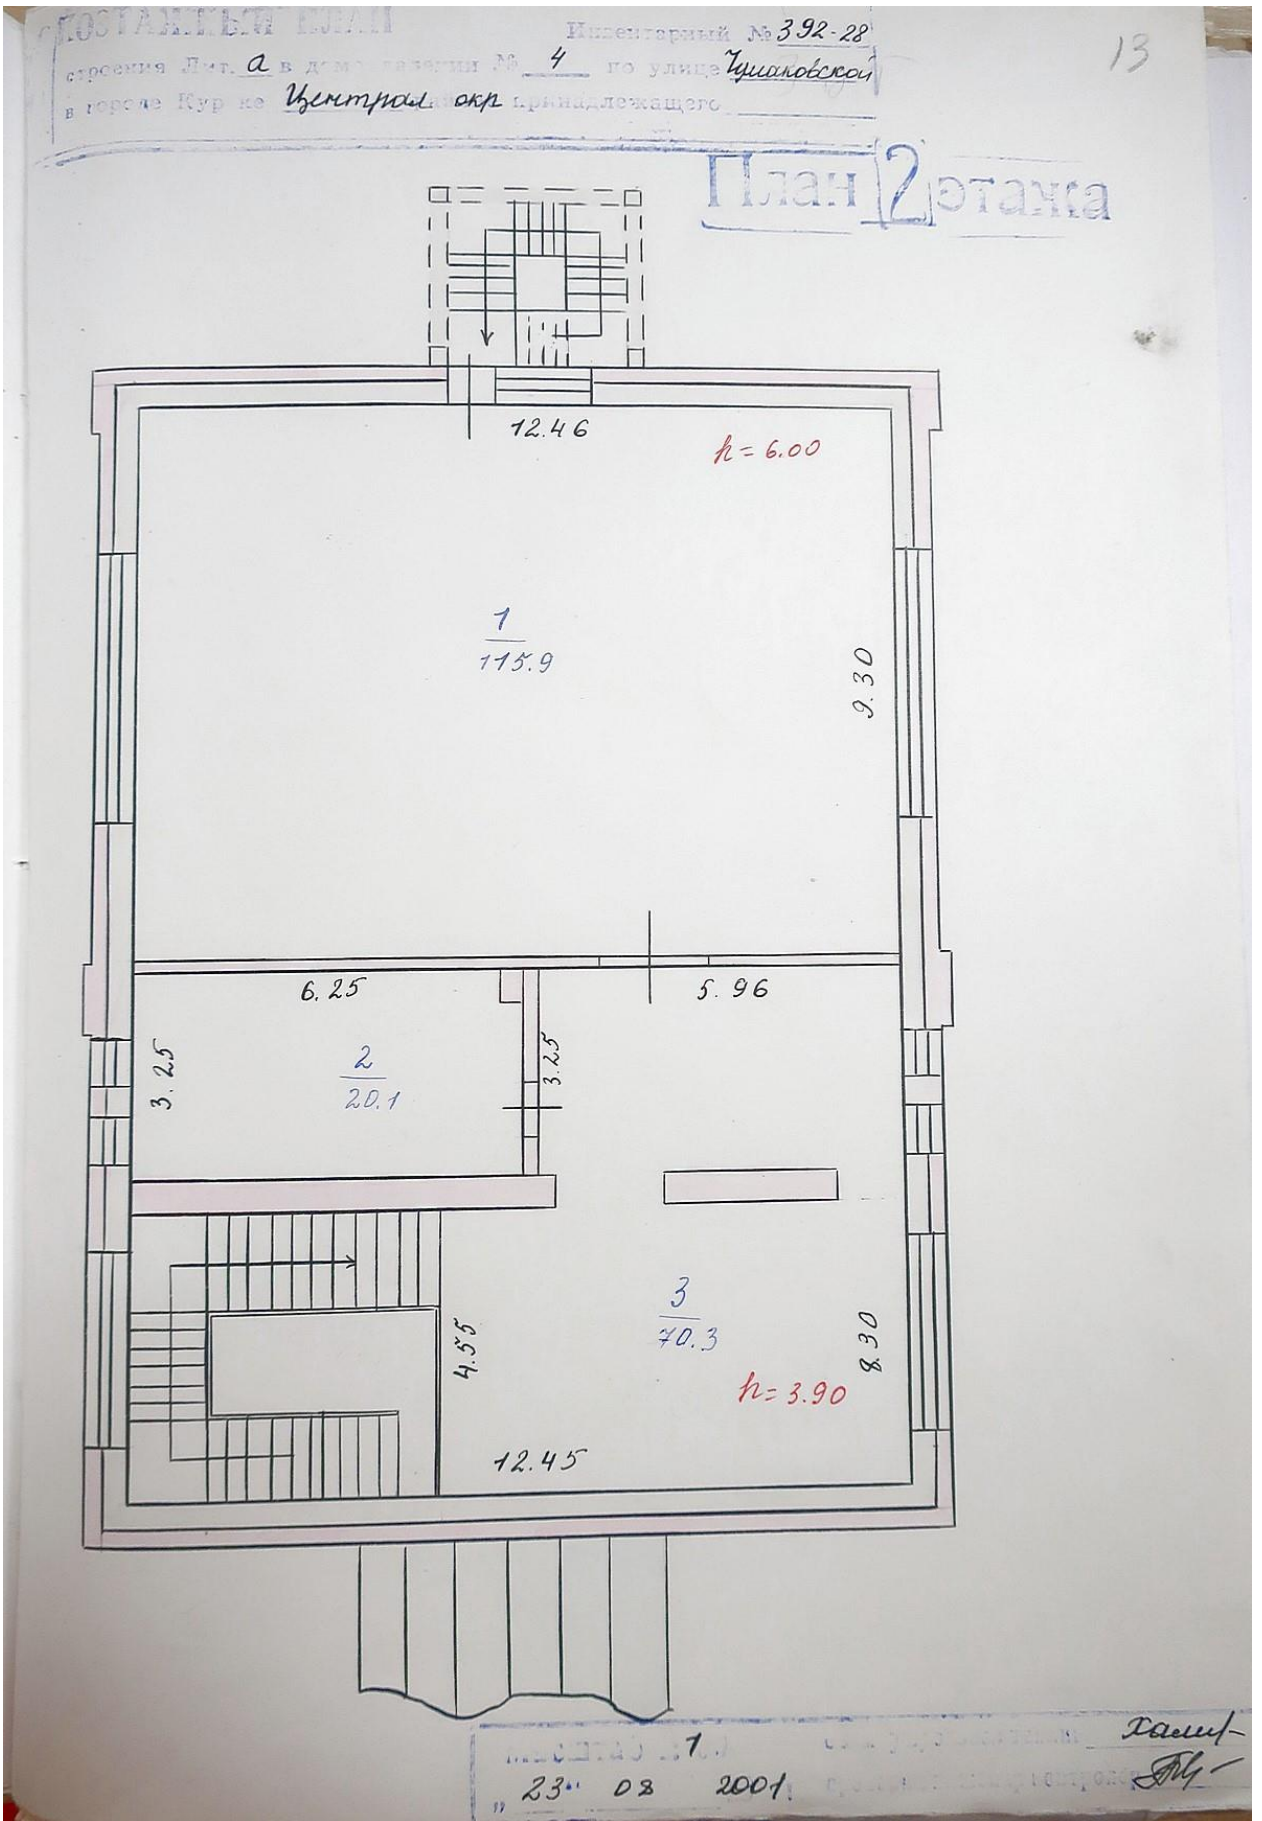 Инвентарный № 392-28
строения Лит. а в домовладении № 4 по улице Чумаковской
в городе Кур ке Централ окр принадлежащего
13
План 2 этажа
12.46
h = 6.00
1
115.9
9.30
6.25
5.96
3.25
2
20.1
3.25
3
70.3
4.55
8.30
h = 3.90
12.45
1
„ 23 “ 08 2001